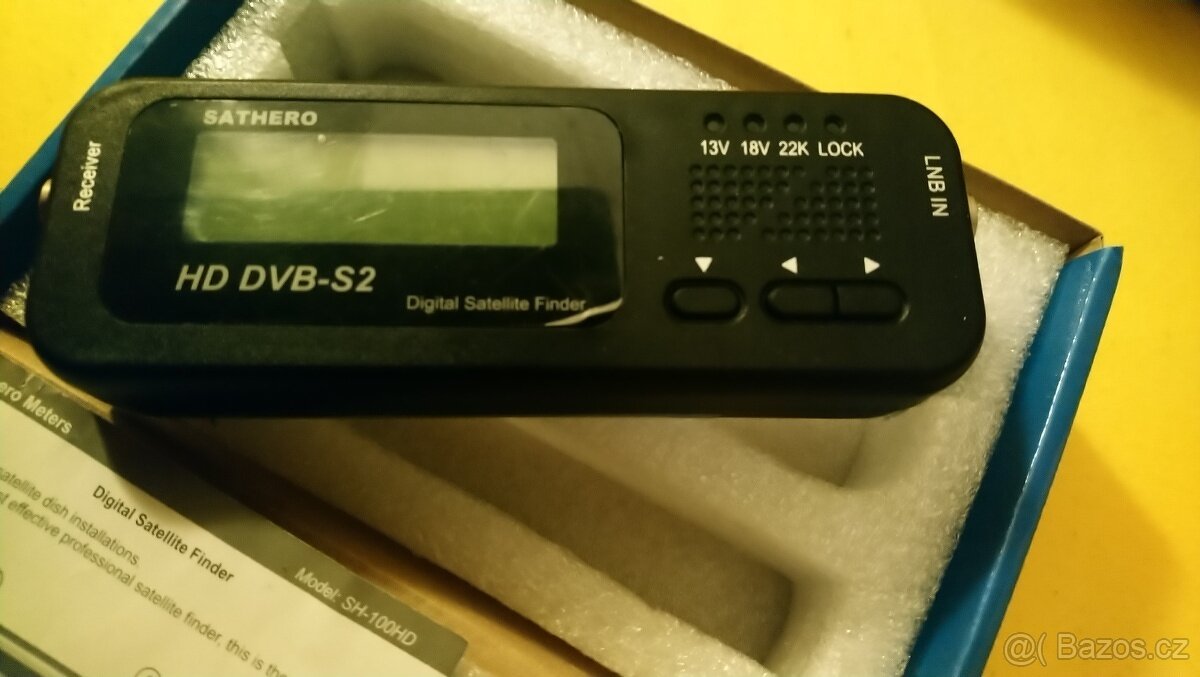 SATHERO
Receiver
13V 18V 22K LOCK
LNB IN
HD DVB-S2
Digital Satellite Finder
Meters
Digital Satellite Finder
Model: SH-100HD
satellite dish installations
effective professional satellite finder, this is the
@( Bazos.cz